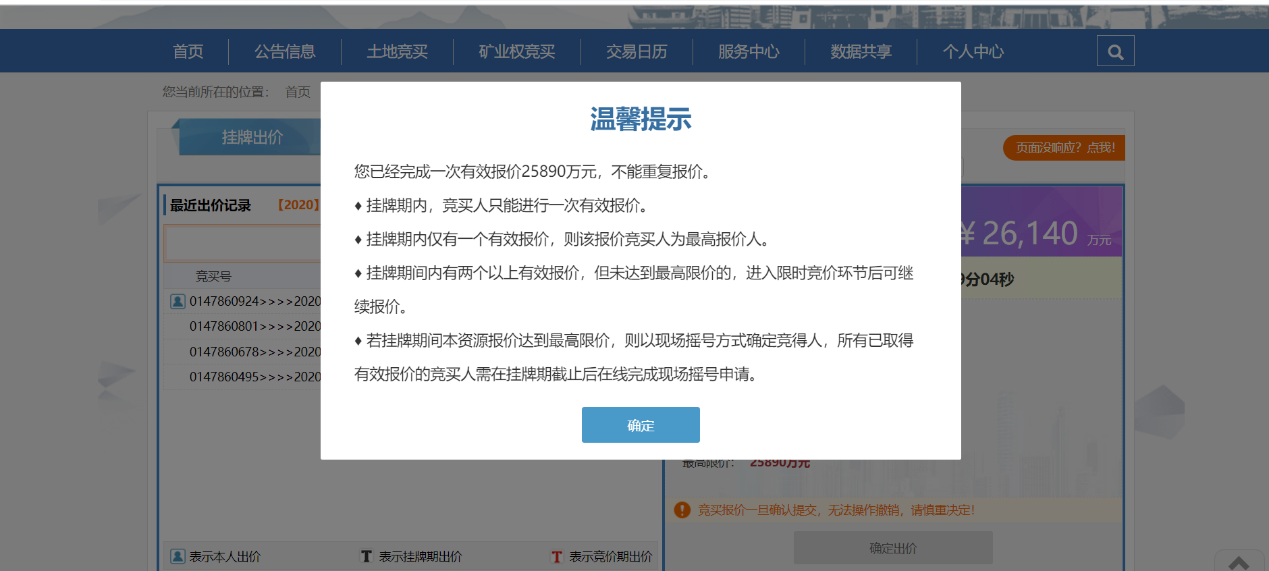 首页 公告信息 土地竞买 矿业权竞买 交易日历 服务中心 数据共享 个人中心
您当前所在的位置： 首页
温馨提示
挂牌出价
页面没响应？点我！
您已经完成一次有效报价25890万元，不能重复报价。
最近出价记录 【2020】
♦ 挂牌期内，竞买人只能进行一次有效报价。
¥ 26,140 万元
♦ 挂牌期内仅有一个有效报价，则该报价竞买人为最高报价人。
竞买号
♦ 挂牌期间内有两个以上有效报价，但未达到最高限价的，进入限时竞价环节后可继
9分04秒
0147860924>>>>2020
续报价。
0147860801>>>>2020
♦ 若挂牌期间本资源报价达到最高限价，则以现场摇号方式确定竞得人，所有已取得
0147860678>>>>2020
有效报价的竞买人需在挂牌期截止后在线完成现场摇号申请。
0147860495>>>>2020
确定
最高限价： 25890万元
竞买报价一旦确认提交，无法操作撤销，请慎重决定！
确定出价
表示本人出价 T 表示挂牌期出价 T 表示竞价期出价